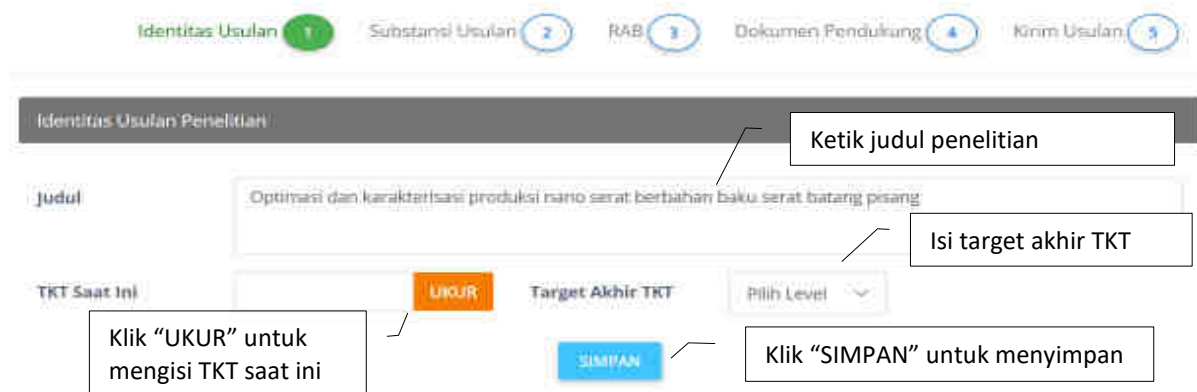 Identitas Usulan 1 Substansi Usulan 2 RAB 3 Dokumen Pendukung 4 Kirim Usulan 5
Identitas Usulan Penelitian
Ketik judul penelitian
Judul
Optimasi dan karakterisasi produksi nano serat berbahan baku serat batang pisang
Isi target akhir TKT
TKT Saat Ini UKUR Target Akhir TKT Pilih Level
Klik “UKUR” untuk
mengisi TKT saat ini
SIMPAN
Klik “SIMPAN” untuk menyimpan